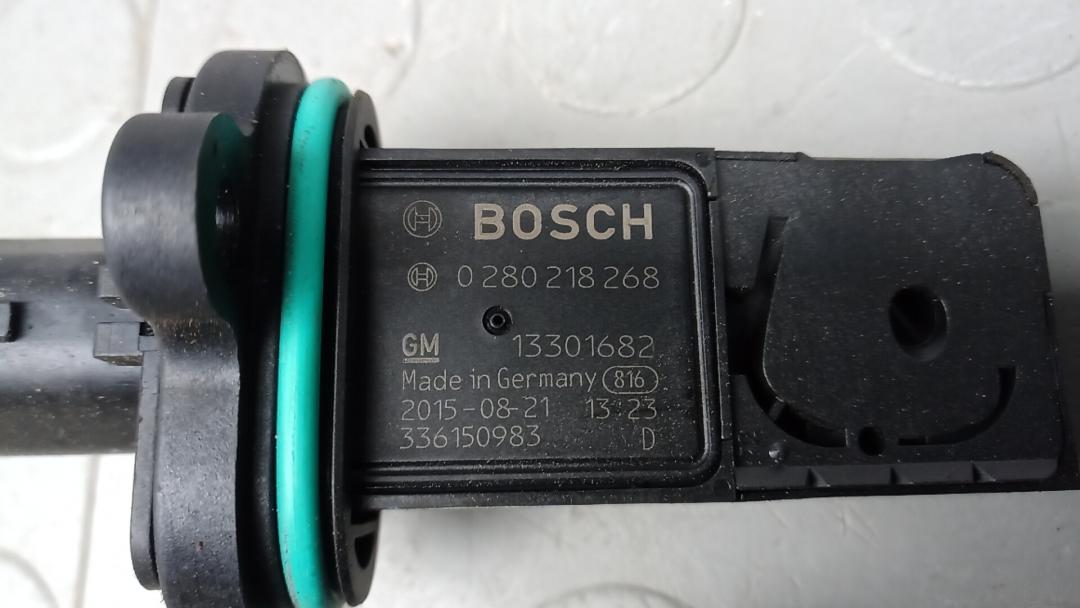 BOSCH
0 280 218 268
GM 13301682
Made in Germany 816
2015-08-21 13:23
336150983 D